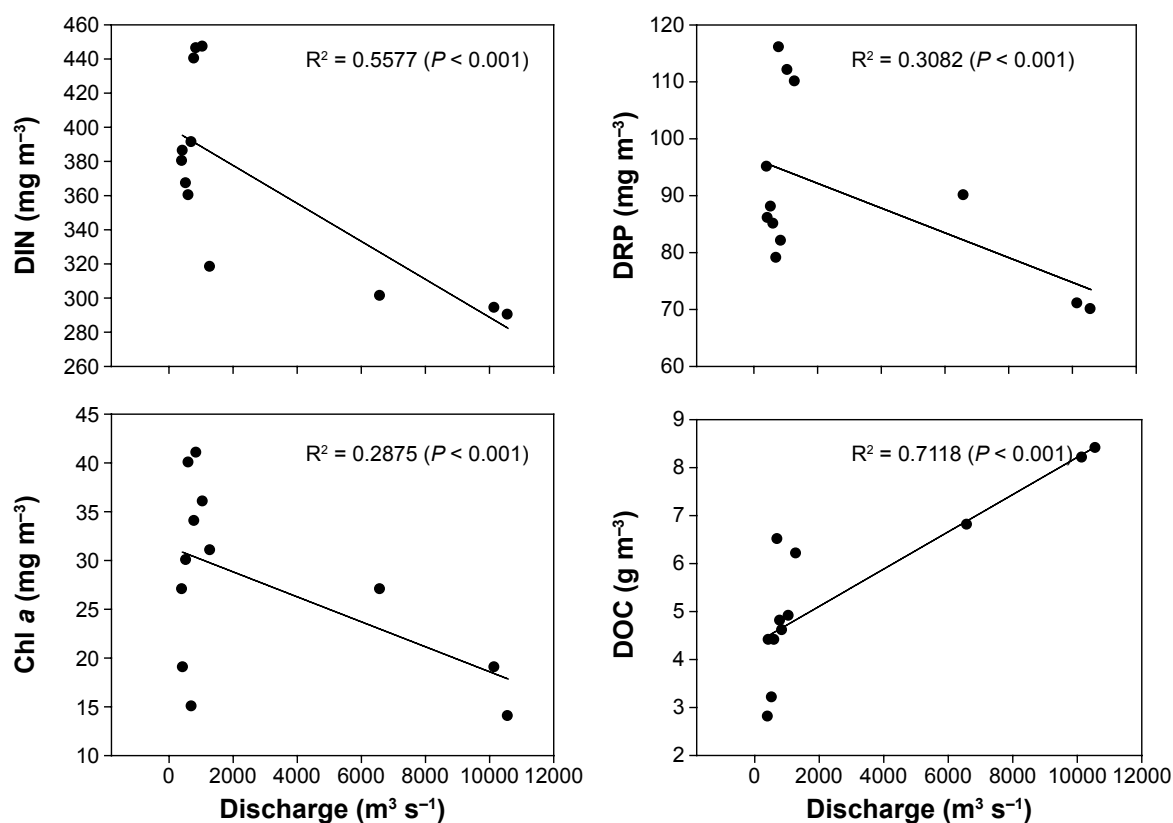 460
440
420
400
380
360
340
320
300
280
260
DIN (mg m⁻³)
R² = 0.5577 (P < 0.001)
120
110
100
90
80
70
60
DRP (mg m⁻³)
R² = 0.3082 (P < 0.001)
45
40
35
30
25
20
15
10
Chl a (mg m⁻³)
R² = 0.2875 (P < 0.001)
0 2000 4000 6000 8000 10000 12000
Discharge (m³ s⁻¹)
9
8
7
6
5
4
3
2
DOC (g m⁻³)
R² = 0.7118 (P < 0.001)
0 2000 4000 6000 8000 10000 12000
Discharge (m³ s⁻¹)